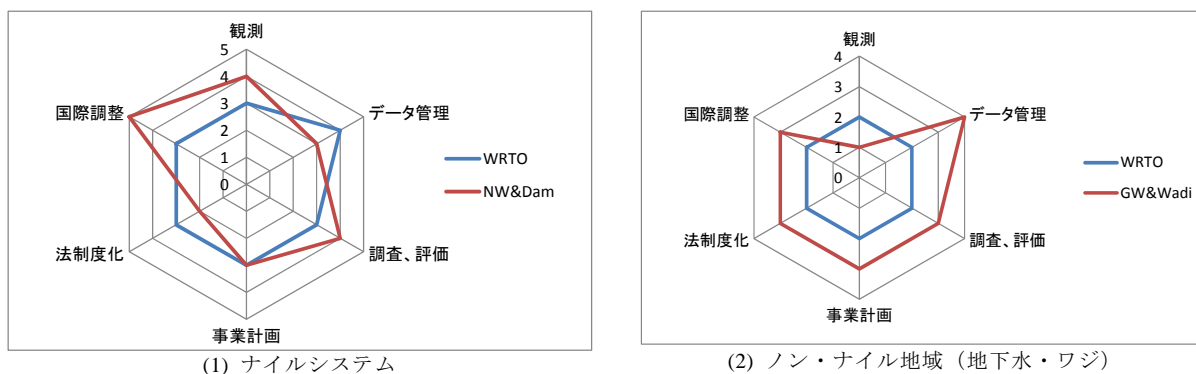 観測
5
4
3
2
1
0
国際調整
データ管理
法制度化
調査、評価
事業計画
WRTO
NW&Dam
(1) ナイルシステム
観測
4
3
2
1
0
国際調整
データ管理
法制度化
調査、評価
事業計画
WRTO
GW&Wadi
(2) ノン・ナイル地域（地下水・ワジ）